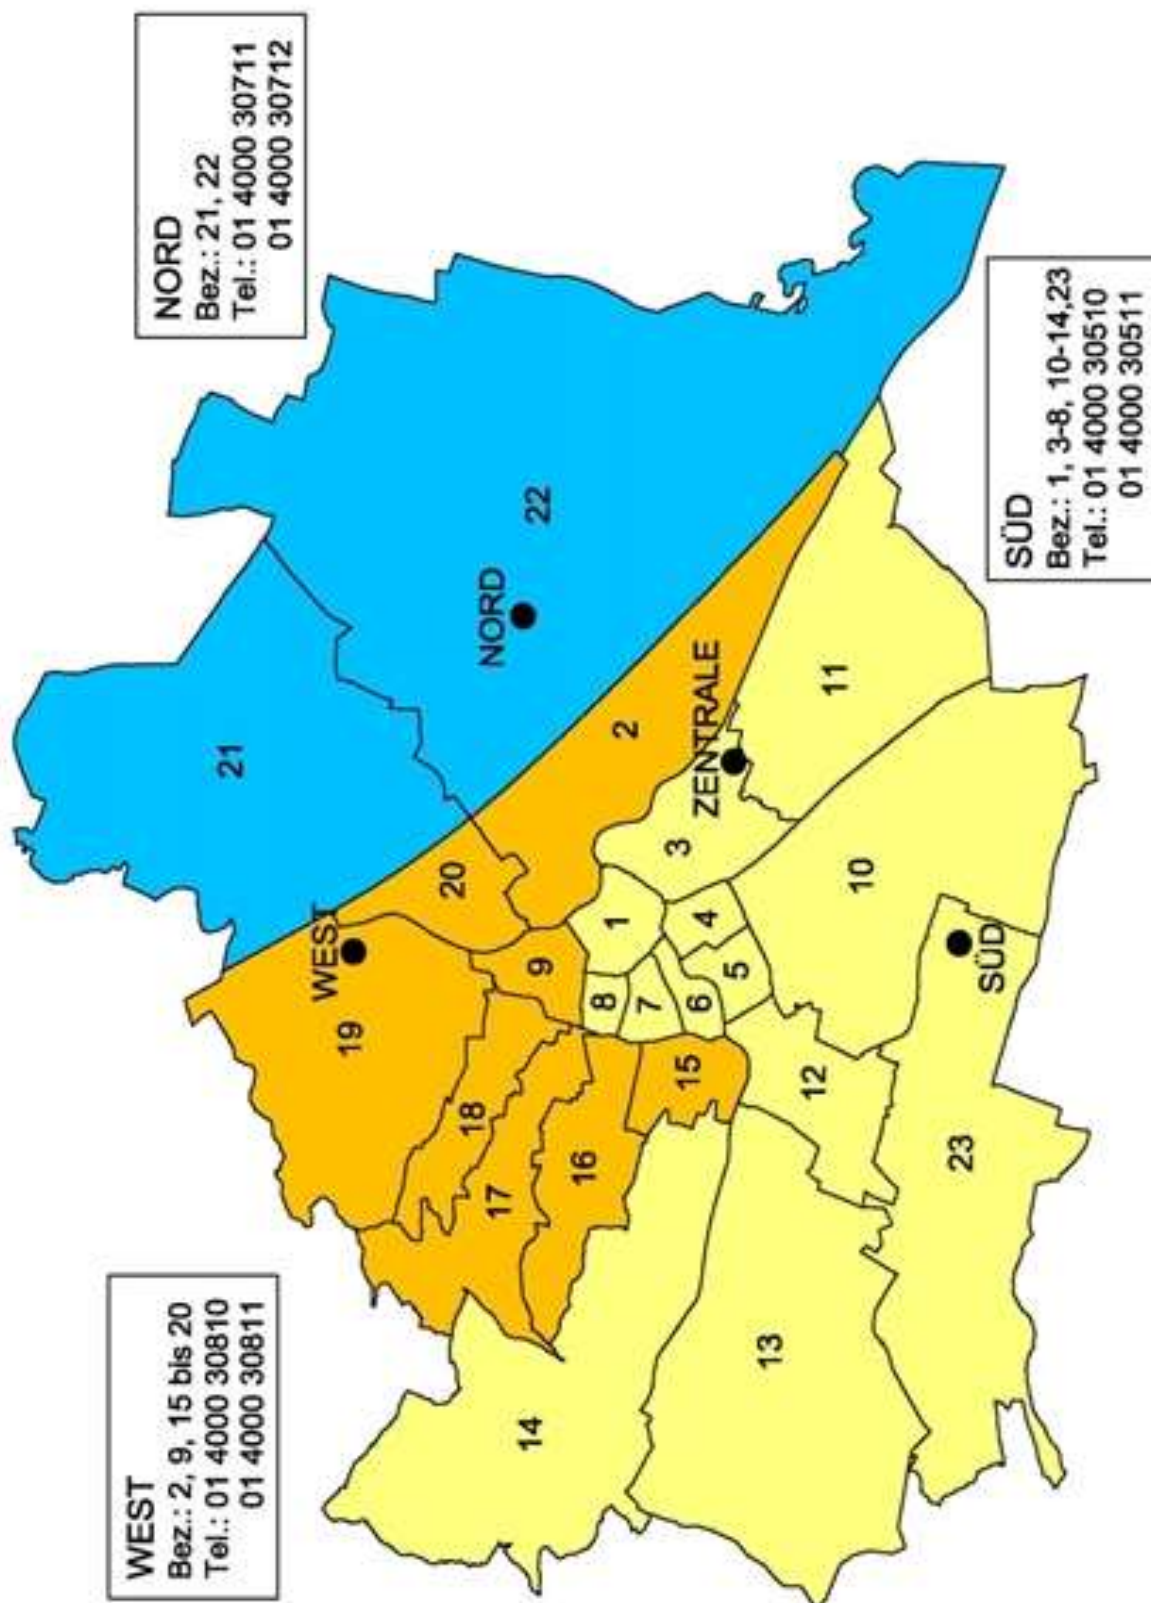 WEST
Bez.: 2, 9, 15 bis 20
Tel.: 01 4000 30810
01 4000 30811
NORD
Bez.: 21, 22
Tel.: 01 4000 30711
01 4000 30712
21
22
NORD
WEST
19
20
2
18
17
16
9
14
15
8
7
6
1
5
4
3
ZENTRALE
11
13
12
10
23
SÜD
SÜD
Bez.: 1, 3-8, 10-14,23
Tel.: 01 4000 30510
01 4000 30511